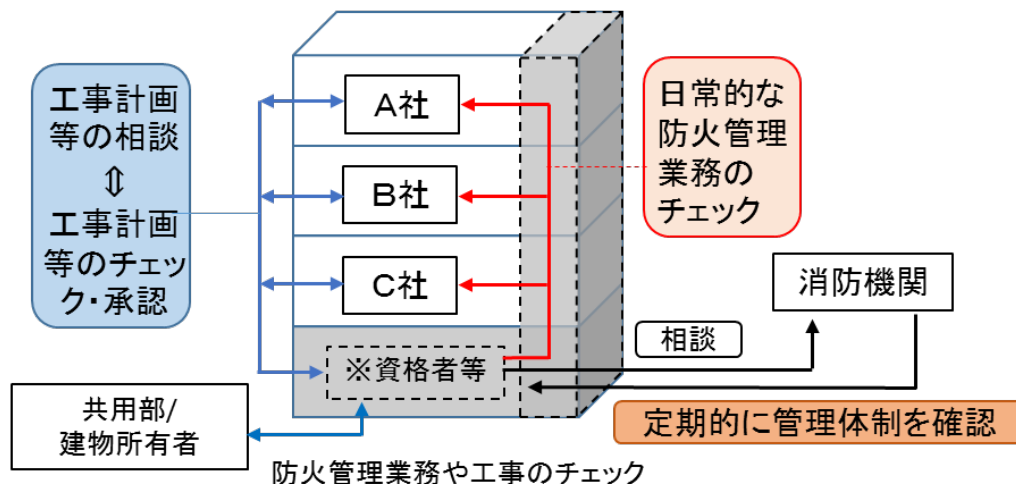 工事計画
等の相談
⇕
工事計画
等のチェッ
ク・承認
A社
B社
C社
※資格者等
日常的な
防火管理
業務の
チェック
消防機関
相談
定期的に管理体制を確認
共用部/
建物所有者
防火管理業務や工事のチェック